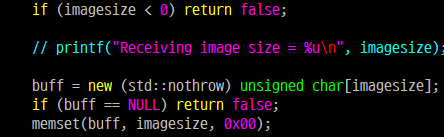 if (imagesize < 0) return false;
// printf("Receiving image size = %u\n", imagesize);
buff = new (std::nothrow) unsigned char[imagesize];
if (buff == NULL) return false;
memset(buff, imagesize, 0x00);